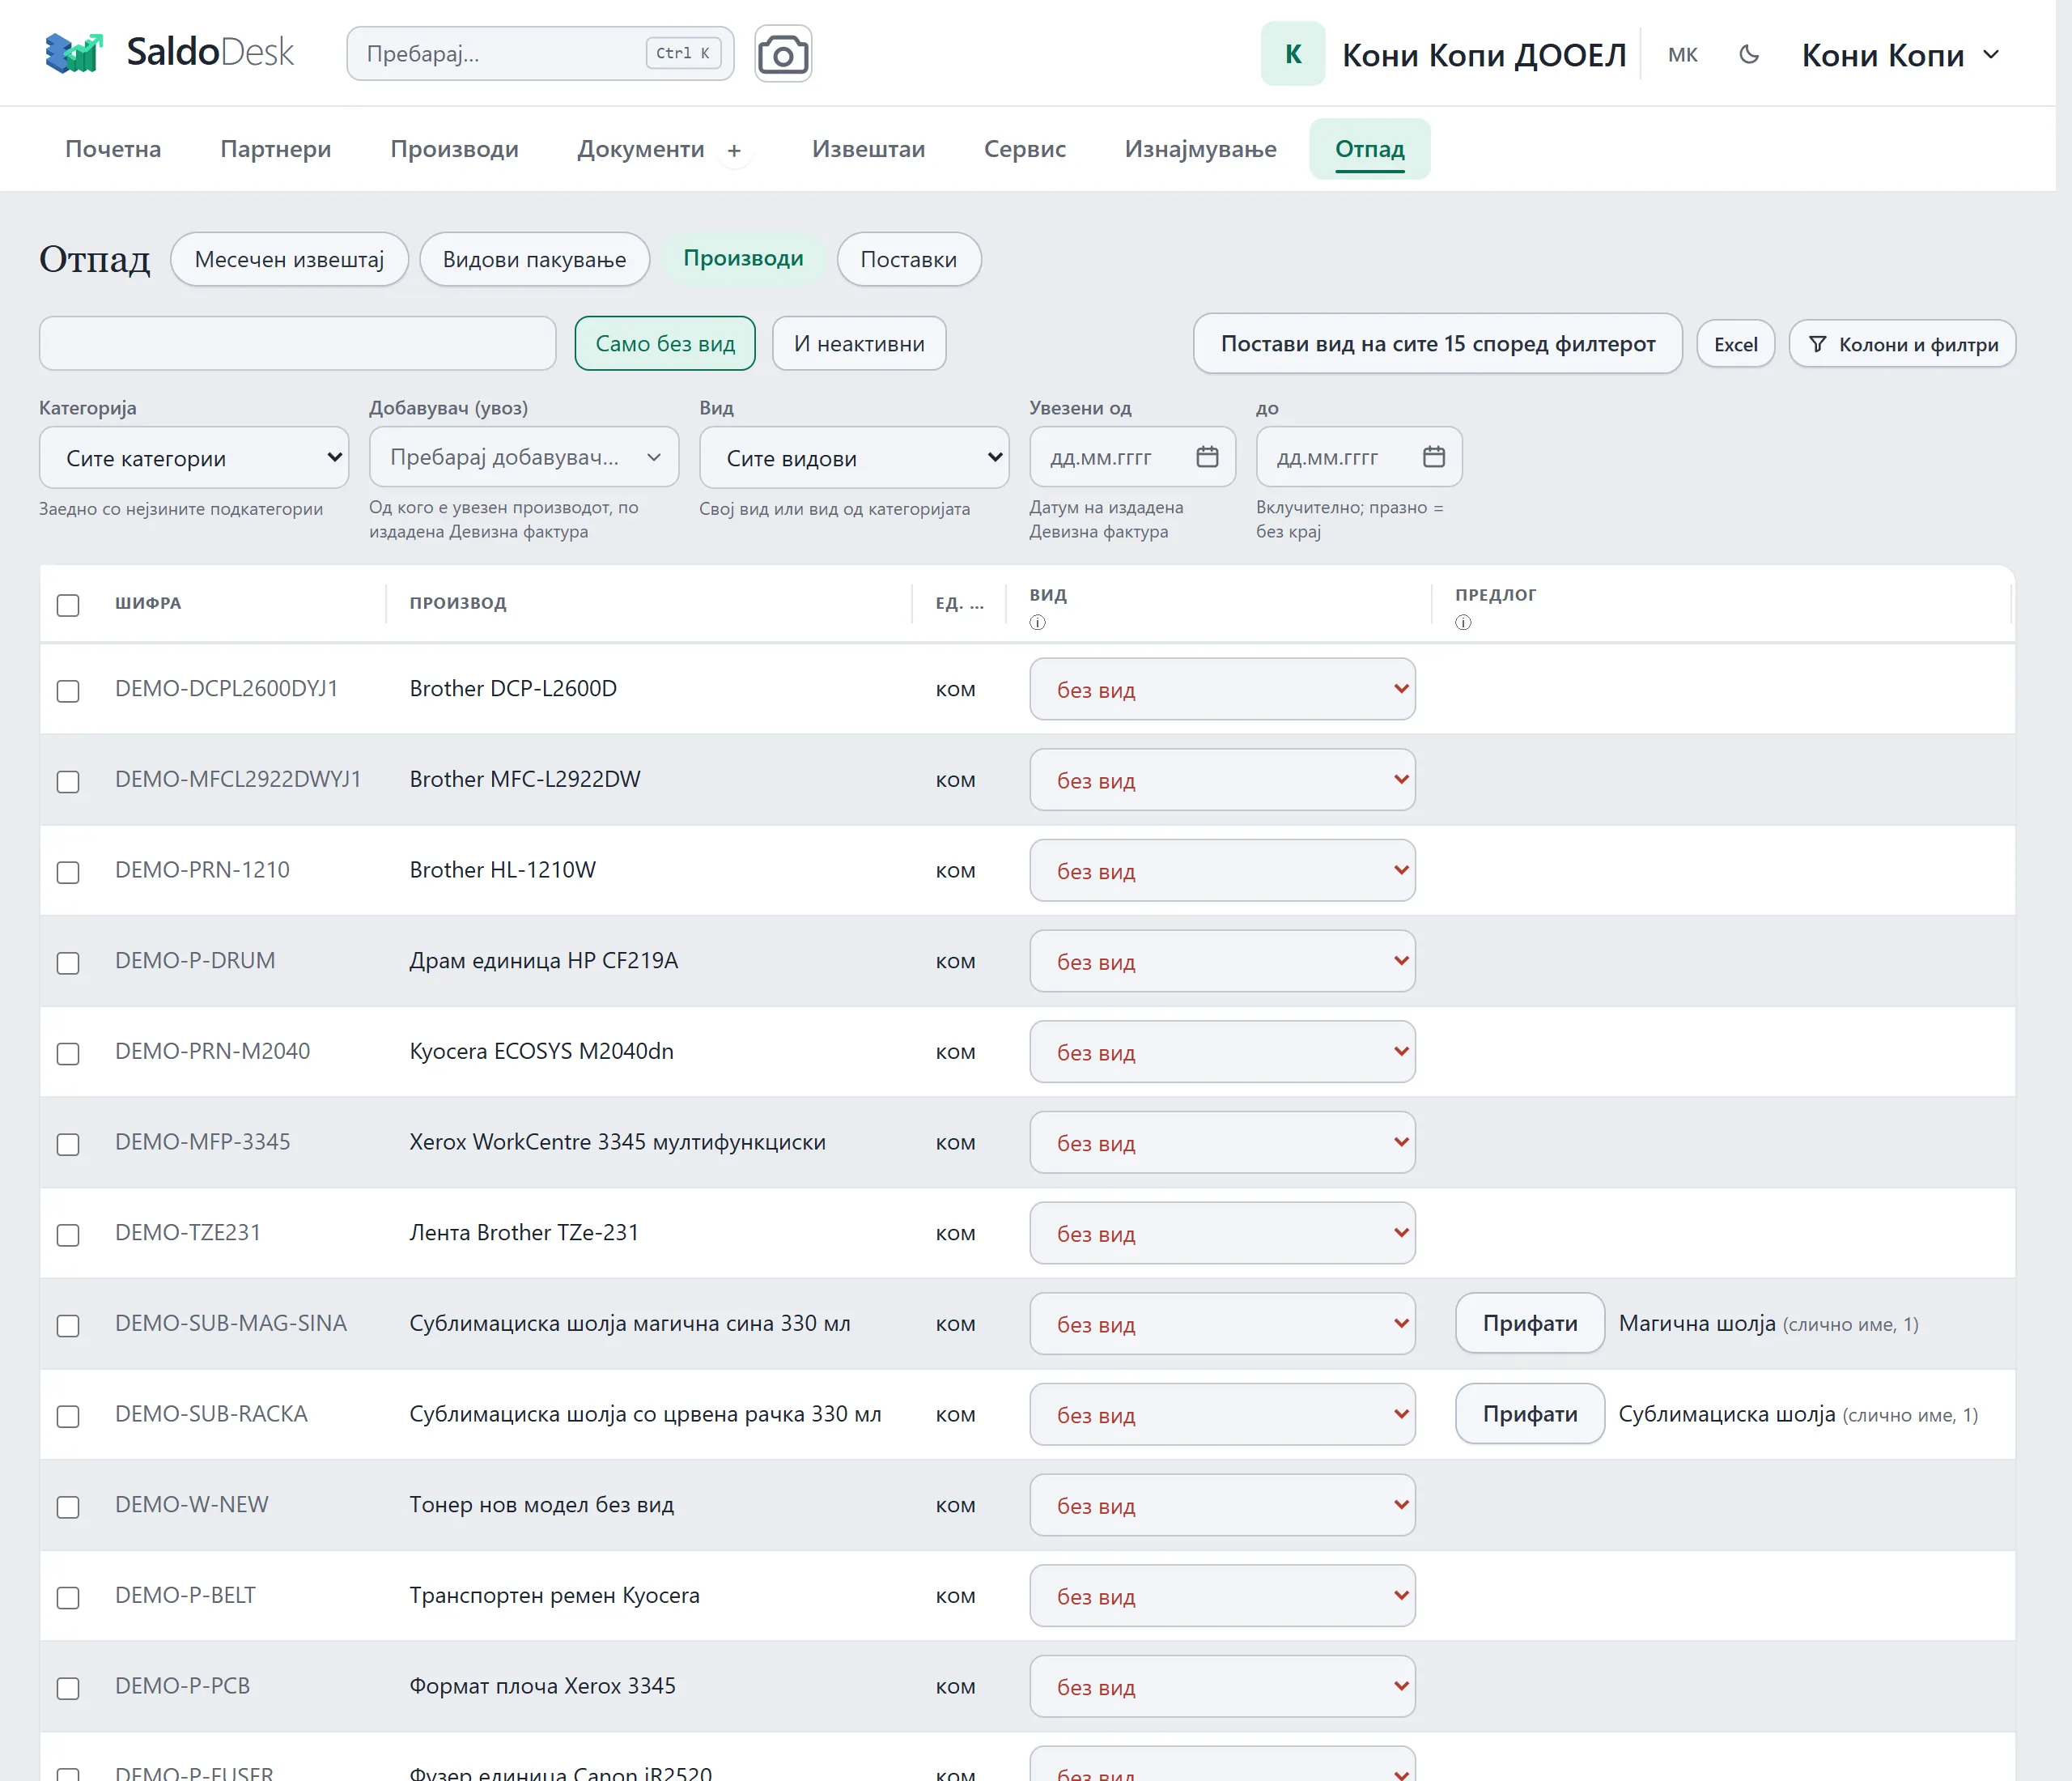 SaldoDesk
Пребарај... Ctrl K
K Кони Копи ДООЕЛ МК Кони Копи
Почетна Партнери Производи Документи + Извештаи Сервис Изнајмување Отпад
Отпад Месечен извештај Видови пакување Производи Поставки
Само без вид И неактивни Постави вид на сите 15 според филтерот Excel Колони и филтри
Категорија Добавувач (увоз) Вид Увезени од до
Сите категории Пребарај добавувач... Сите видови дд.мм.гггг дд.мм.гггг
Заедно со нејзините подкатегории Од кого е увезен производот, по Свој вид или вид од категоријата Датум на издадена Вклучително; празно =
издадена Девизна фактура Девизна фактура без крај
ШИФРА ПРОИЗВОД ЕД. ... ВИД ПРЕДЛОГ
DEMO-DCPL2600DYJ1 Brother DCP-L2600D ком без вид
DEMO-MFCL2922DWYJ1 Brother MFC-L2922DW ком без вид
DEMO-PRN-1210 Brother HL-1210W ком без вид
DEMO-P-DRUM Драм единица HP CF219A ком без вид
DEMO-PRN-M2040 Kyocera ECOSYS M2040dn ком без вид
DEMO-MFP-3345 Xerox WorkCentre 3345 мултифункциски ком без вид
DEMO-TZE231 Лента Brother TZe-231 ком без вид
DEMO-SUB-MAG-SINA Сублимациска шолја магична сина 330 мл ком без вид Прифати Магична шолја (слично име, 1)
DEMO-SUB-RACKA Сублимациска шолја со црвена рачка 330 мл ком без вид Прифати Сублимациска шолја (слично име, 1)
DEMO-W-NEW Тонер нов модел без вид ком без вид
DEMO-P-BELT Транспортен ремен Kyocera ком без вид
DEMO-P-PCB Формат плоча Xerox 3345 ком без вид
DEMO-P-FUSER Фузер единица Canon iR2520 ком без вид